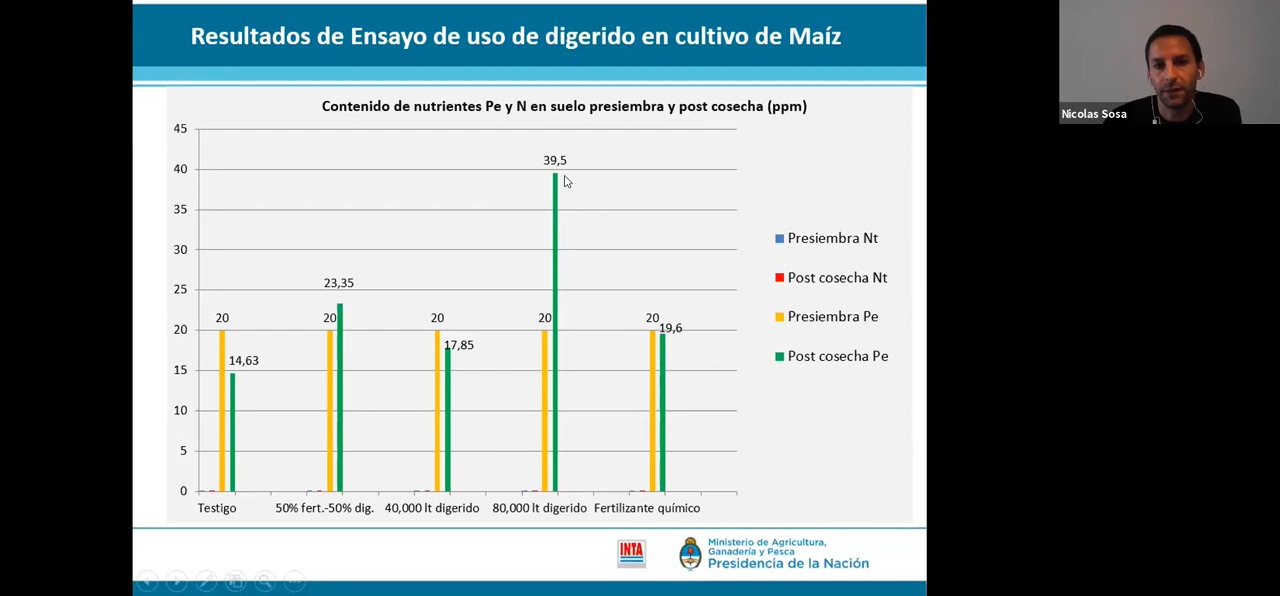 Resultados de Ensayo de uso de digerido en cultivo de Maíz
Nicolas Sosa
Contenido de nutrientes Pe y N en suelo presiembra y post cosecha (ppm)
45
40
35
30
25
20
15
10
5
0
20
14,63
20
23,35
20
17,85
20
39,5
20
19,6
Testigo
50% fert.-50% dig.
40,000 lt digerido
80,000 lt digerido
Fertilizante químico
Presiembra Nt
Post cosecha Nt
Presiembra Pe
Post cosecha Pe
INTA
Ministerio de Agricultura,
Ganadería y Pesca
Presidencia de la Nación